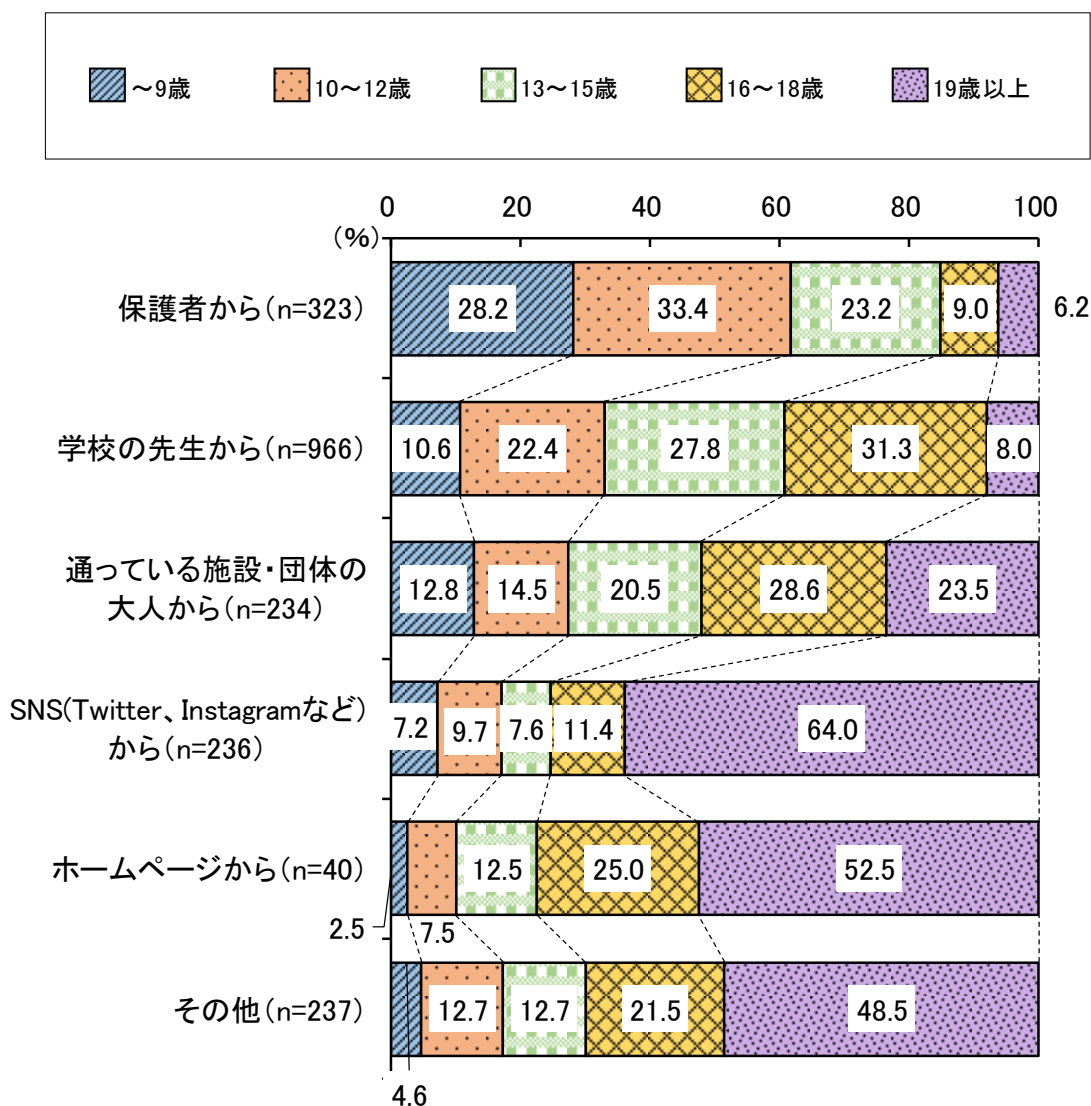 ～9歳 10～12歳 13～15歳 16～18歳 19歳以上
0 20 40 60 80 100
(%)
保護者から(n=323) 28.2 33.4 23.2 9.0 6.2
学校の先生から(n=966) 10.6 22.4 27.8 31.3 8.0
通っている施設・団体の
大人から(n=234) 12.8 14.5 20.5 28.6 23.5
SNS(Twitter、Instagramなど)
から(n=236) 7.2 9.7 7.6 11.4 64.0
ホームページから(n=40) 12.5 25.0 52.5
2.5 7.5
その他(n=237) 12.7 12.7 21.5 48.5
4.6